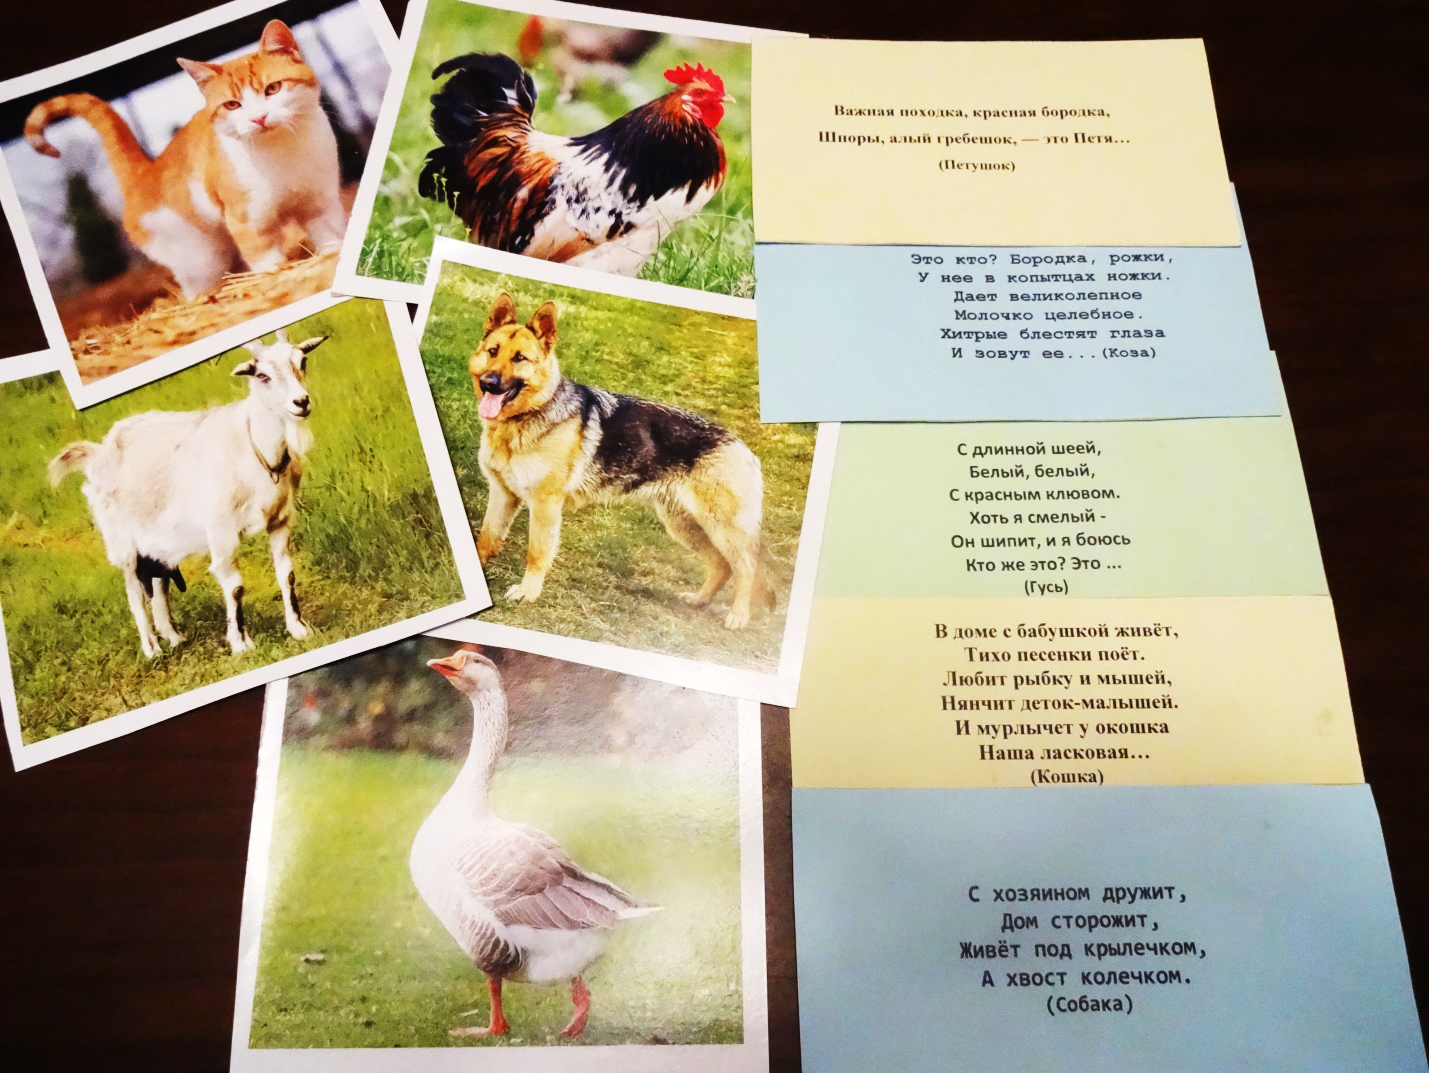 Важная походка, красная бородка,
Шпоры, алый гребешок, — это Петя...
(Петушок)
Это кто? Бородка, рожки,
У нее в копытцах ножки.
Дает великолепное
Молочко целебное.
Хитрые блестят глаза
И зовут ее...(Коза)
С длинной шеей,
Белый, белый,
С красным клювом.
Хоть я смелый -
Он шипит, и я боюсь
Кто же это? Это ...
(Гусь)
В доме с бабушкой живёт,
Тихо песенки поёт.
Любит рыбку и мышей,
Нянчит деток-малышей.
И мурлычет у окошка
Наша ласковая...
(Кошка)
С хозяином дружит,
Дом сторожит,
Живёт под крылечком,
А хвост колечком.
(Собака)